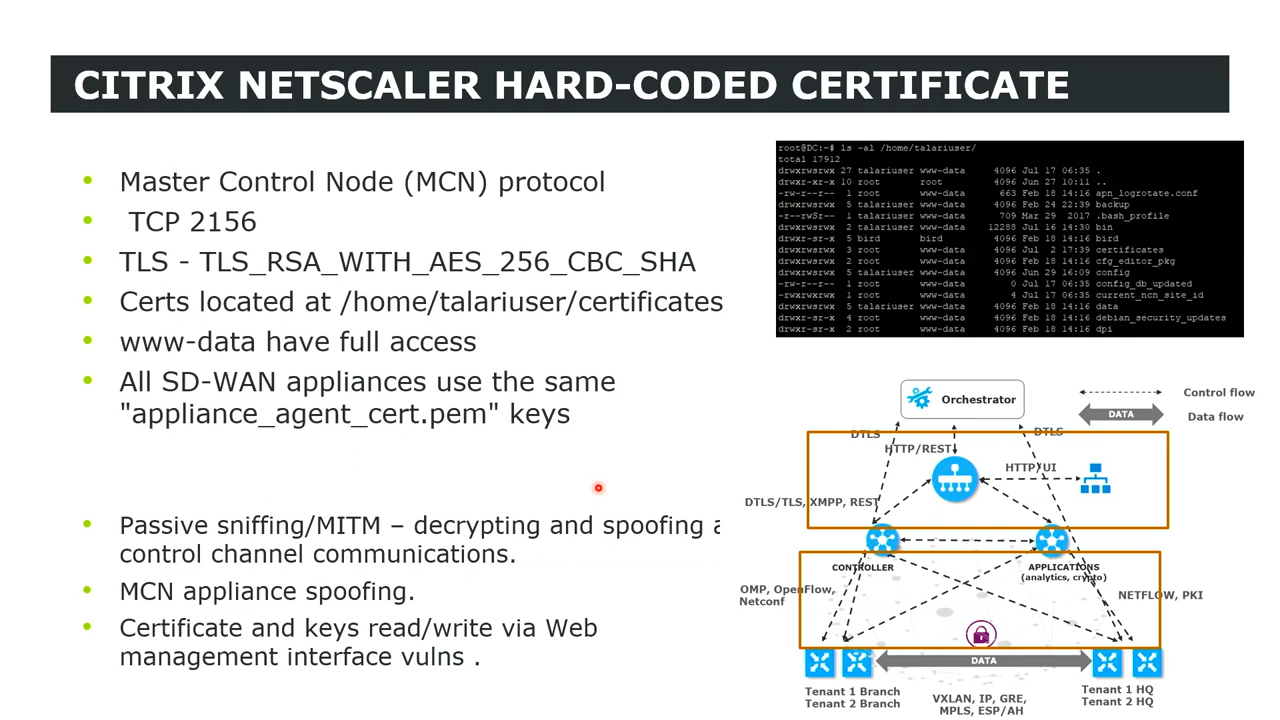 CITRIX NETSCALER HARD-CODED CERTIFICATE
• Master Control Node (MCN) protocol
• TCP 2156
• TLS - TLS_RSA_WITH_AES_256_CBC_SHA
• Certs located at /home/talariuser/certificates
• www-data have full access
• All SD-WAN appliances use the same
"appliance_agent_cert.pem" keys
• Passive sniffing/MITM – decrypting and spoofing a
control channel communications.
• MCN appliance spoofing.
• Certificate and keys read/write via Web
management interface vulns .
root@DC:~# ls -al /home/talariuser/
total 17912
drwxrwsrwx 27 talariuser www-data 4096 Jul 17 06:35 .
drwxr-xr-x 10 root root 4096 Jun 27 10:11 ..
-rw-r--r-- 1 root www-data 663 Feb 18 14:16 apn_logrotate.conf
drwxrwsrwx 5 talariuser www-data 4096 Feb 24 22:39 backup
-r--rwSr-- 1 talariuser www-data 709 Mar 29 2017 .bash_profile
drwxrwxrwx 2 talariuser www-data 12288 Jul 16 14:30 bin
drwxr-sr-x 5 bird bird 4096 Feb 18 14:16 bird
drwxrwxrwx 3 root www-data 4096 Jul 2 17:39 certificates
drwxrwxrwx 2 root www-data 4096 Feb 18 14:16 cfg_editor_pkg
drwxr-sr-x 5 talariuser www-data 4096 Jun 29 16:09 config
-rw-r--rw- 1 root www-data 0 Jul 17 06:35 config_db_updated
-rwxrwxrwx 1 root www-data 4 Jul 17 06:35 current_ncn_site_id
drwxrwsrwx 5 talariuser www-data 4096 Feb 18 14:16 data
drwxr-sr-x 4 root www-data 4096 Feb 18 14:16 debian_security_updates
drwxr-sr-x 2 root www-data 4096 Feb 18 14:16 dpi
Orchestrator
Control flow
DATA
Data flow
DTLS
DTLS
HTTP/REST
HTTP/UI
DTLS/TLS, XMPP, REST
CONTROLLER
APPLICATIONS
(analytics, crypto)
OMP, OpenFlow,
Netconf
NETFLOW, PKI
DATA
Tenant 1 Branch
Tenant 2 Branch
VXLAN, IP, GRE,
MPLS, ESP/AH
Tenant 1 HQ
Tenant 2 HQ